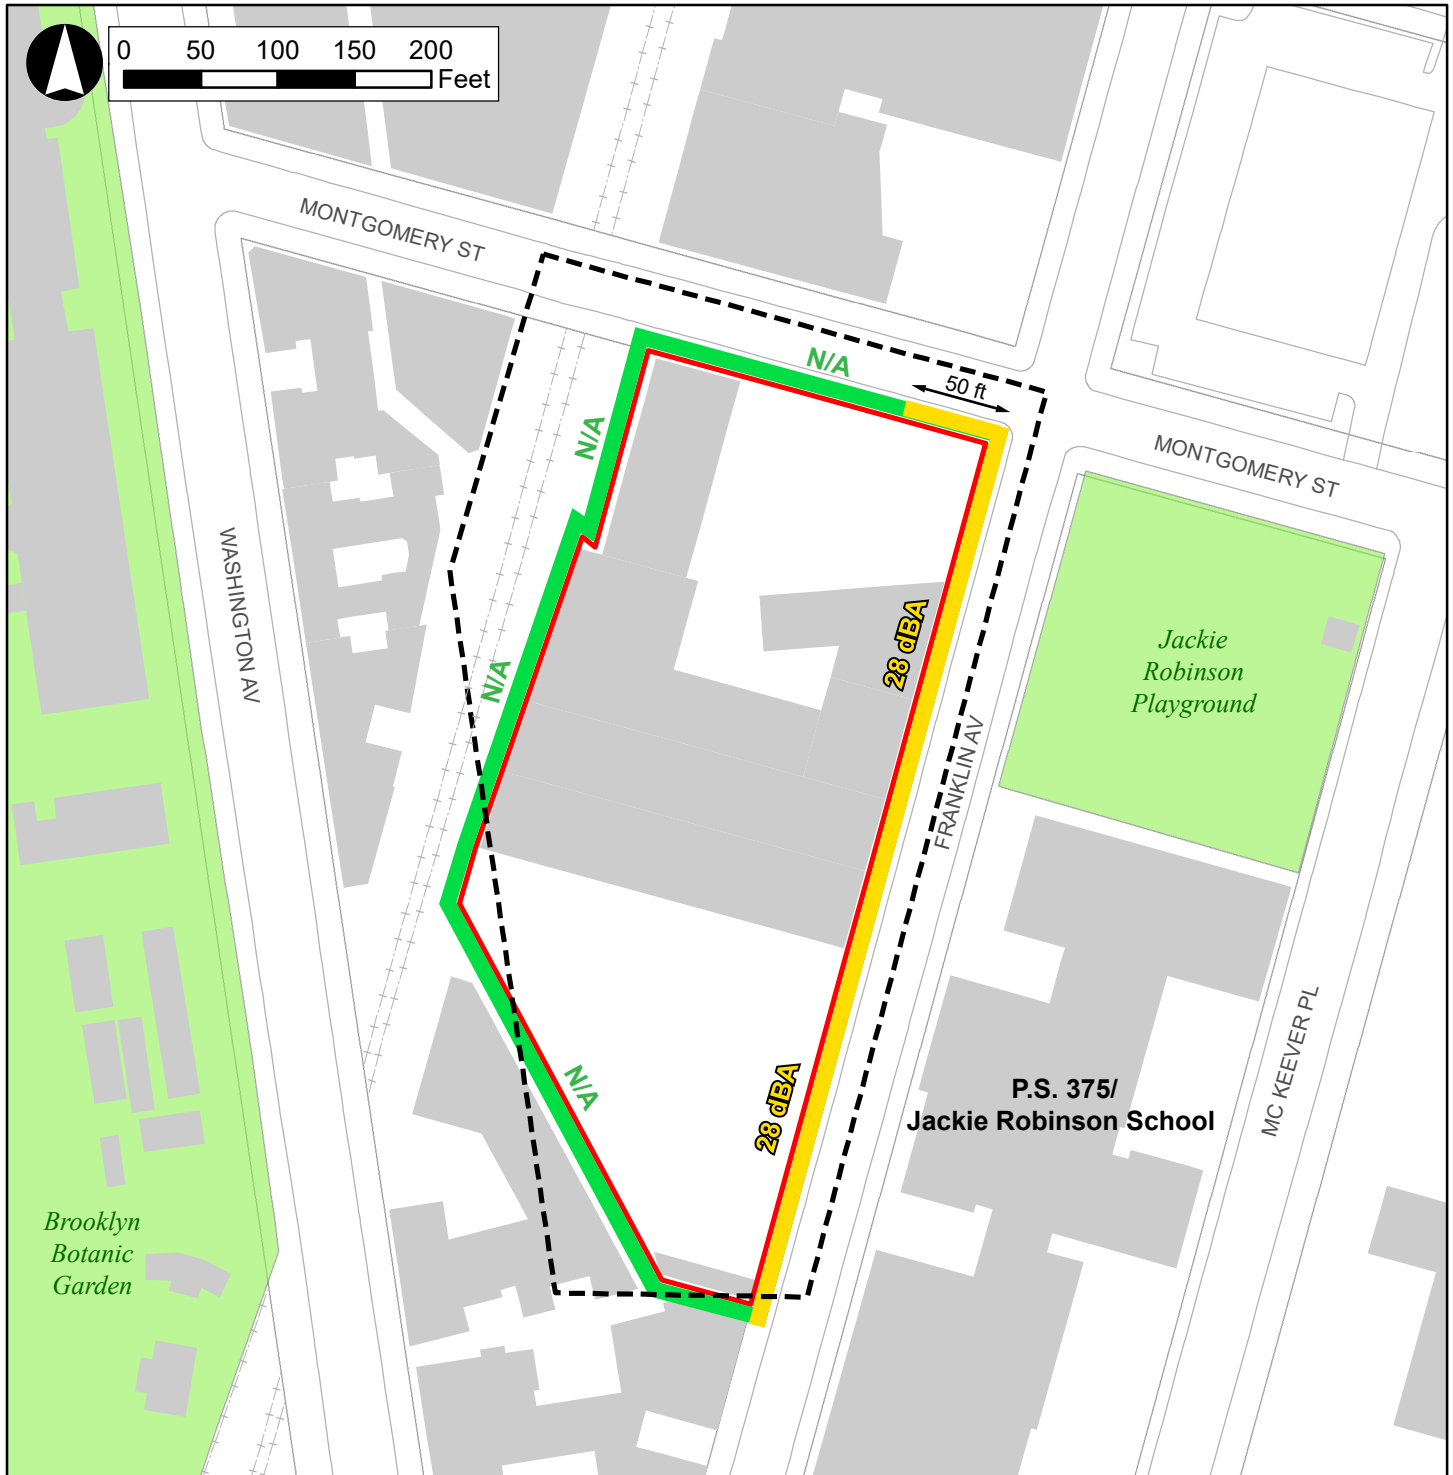 0 50 100 150 200
Feet
MONTGOMERY ST
N/A
50 ft
N/A
MONTGOMERY ST
WASHINGTON AV
28 dBA
Jackie
Robinson
Playground
N/A
FRANKLIN AV
MC KEEVER PL
N/A
28 dBA
P.S. 375/
Jackie Robinson School
Brooklyn
Botanic
Garden